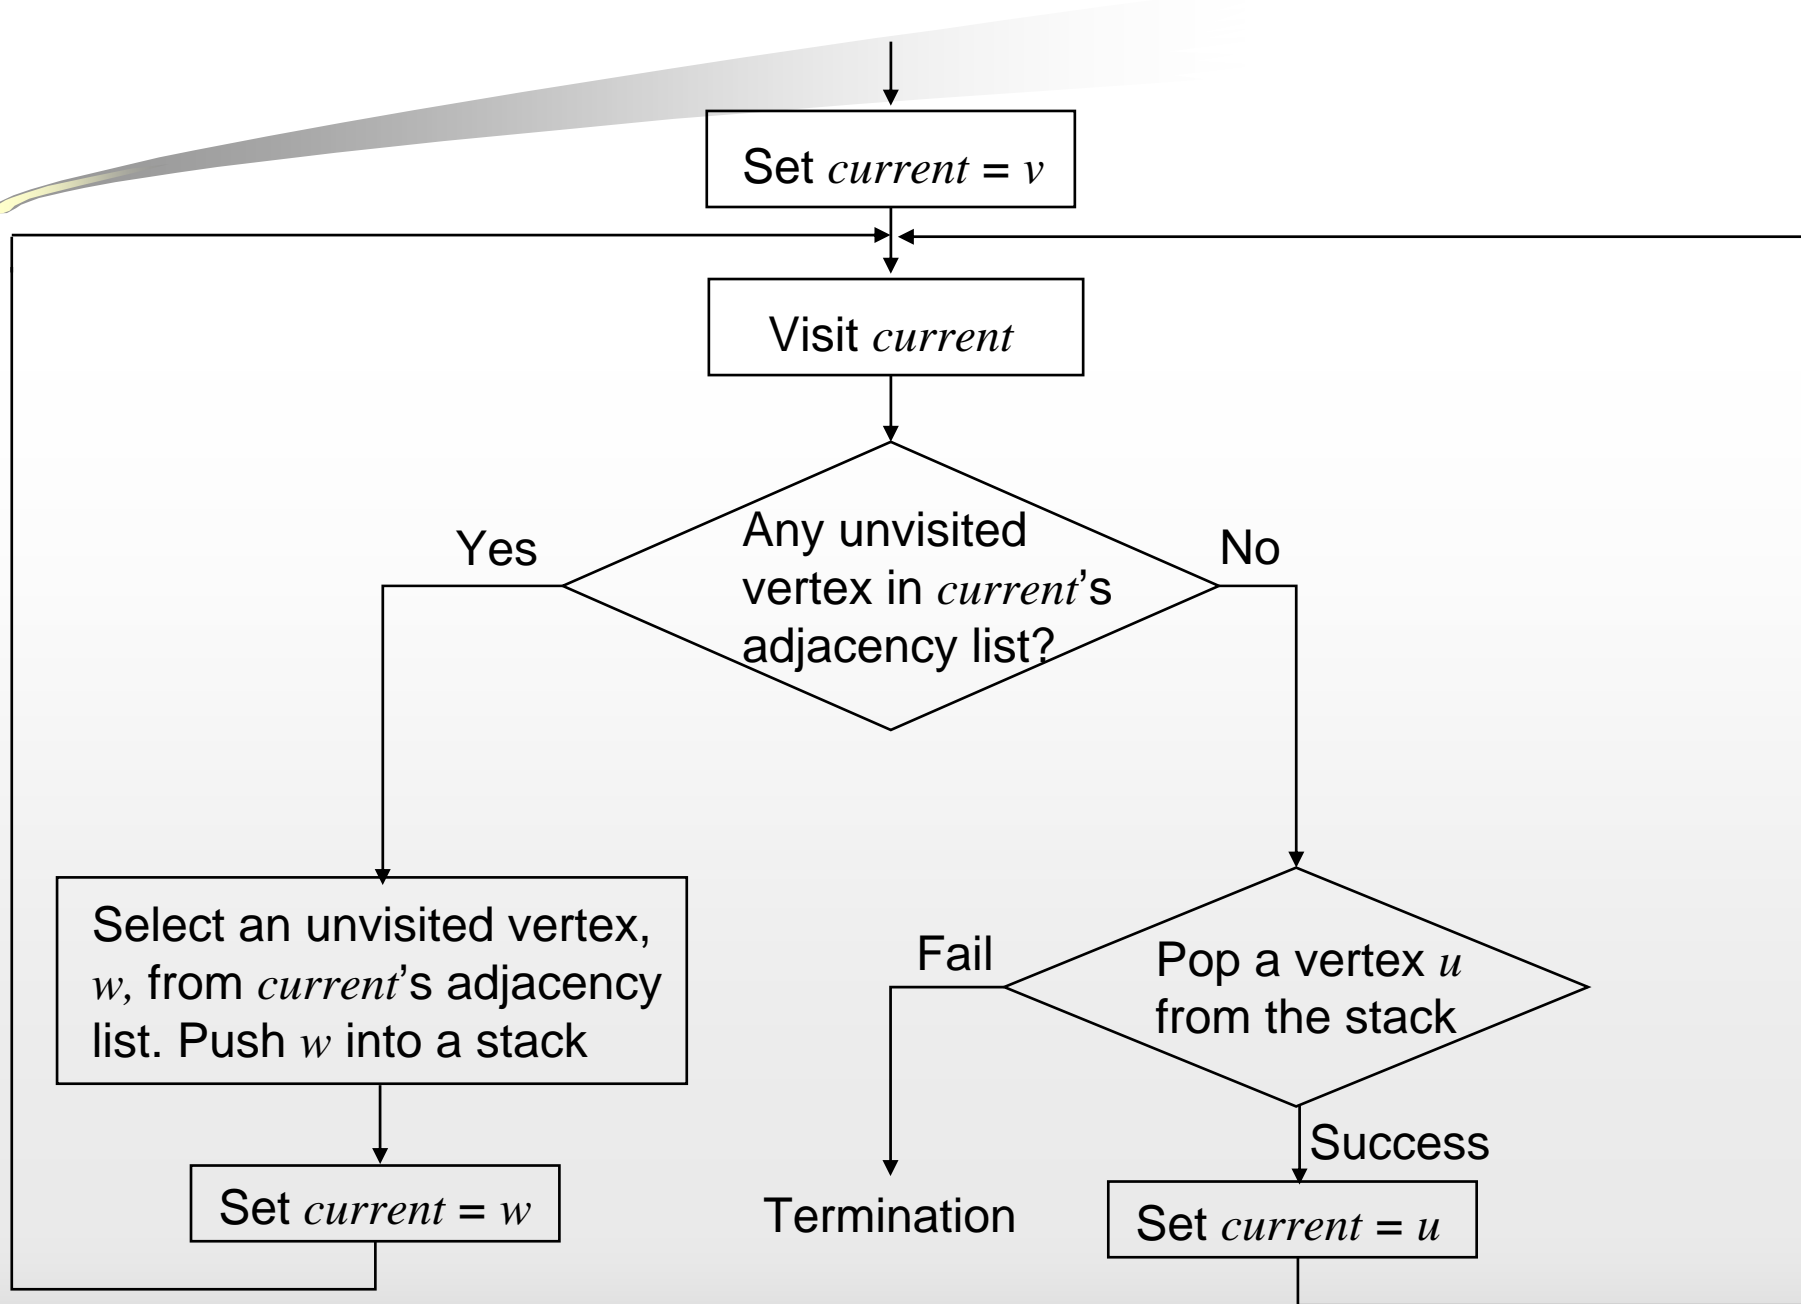 Set current = v
Visit current
Any unvisited
vertex in current's
adjacency list?
Yes
No
Select an unvisited vertex,
w, from current's adjacency
list. Push w into a stack
Set current = w
Fail
Pop a vertex u
from the stack
Success
Termination
Set current = u